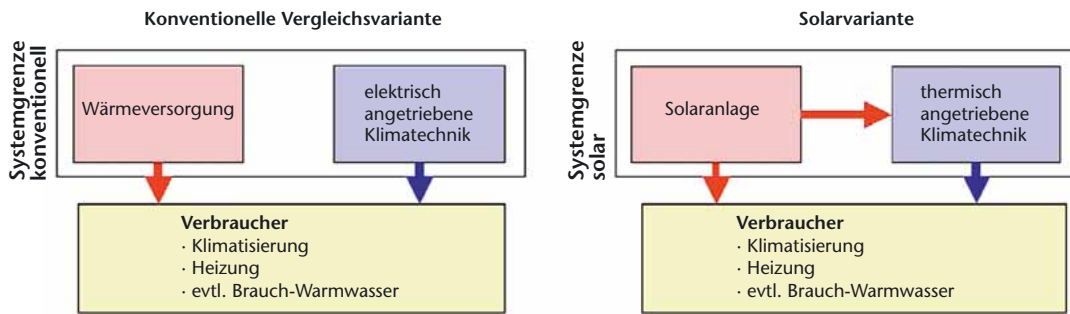 Konventionelle Vergleichsvariante
Systemgrenze
konventionell
Wärmeversorgung
elektrisch
angetriebene
Klimatechnik
Verbraucher
· Klimatisierung
· Heizung
· evtl. Brauch-Warmwasser
Solarvariante
Systemgrenze
solar
Solaranlage
thermisch
angetriebene
Klimatechnik
Verbraucher
· Klimatisierung
· Heizung
· evtl. Brauch-Warmwasser